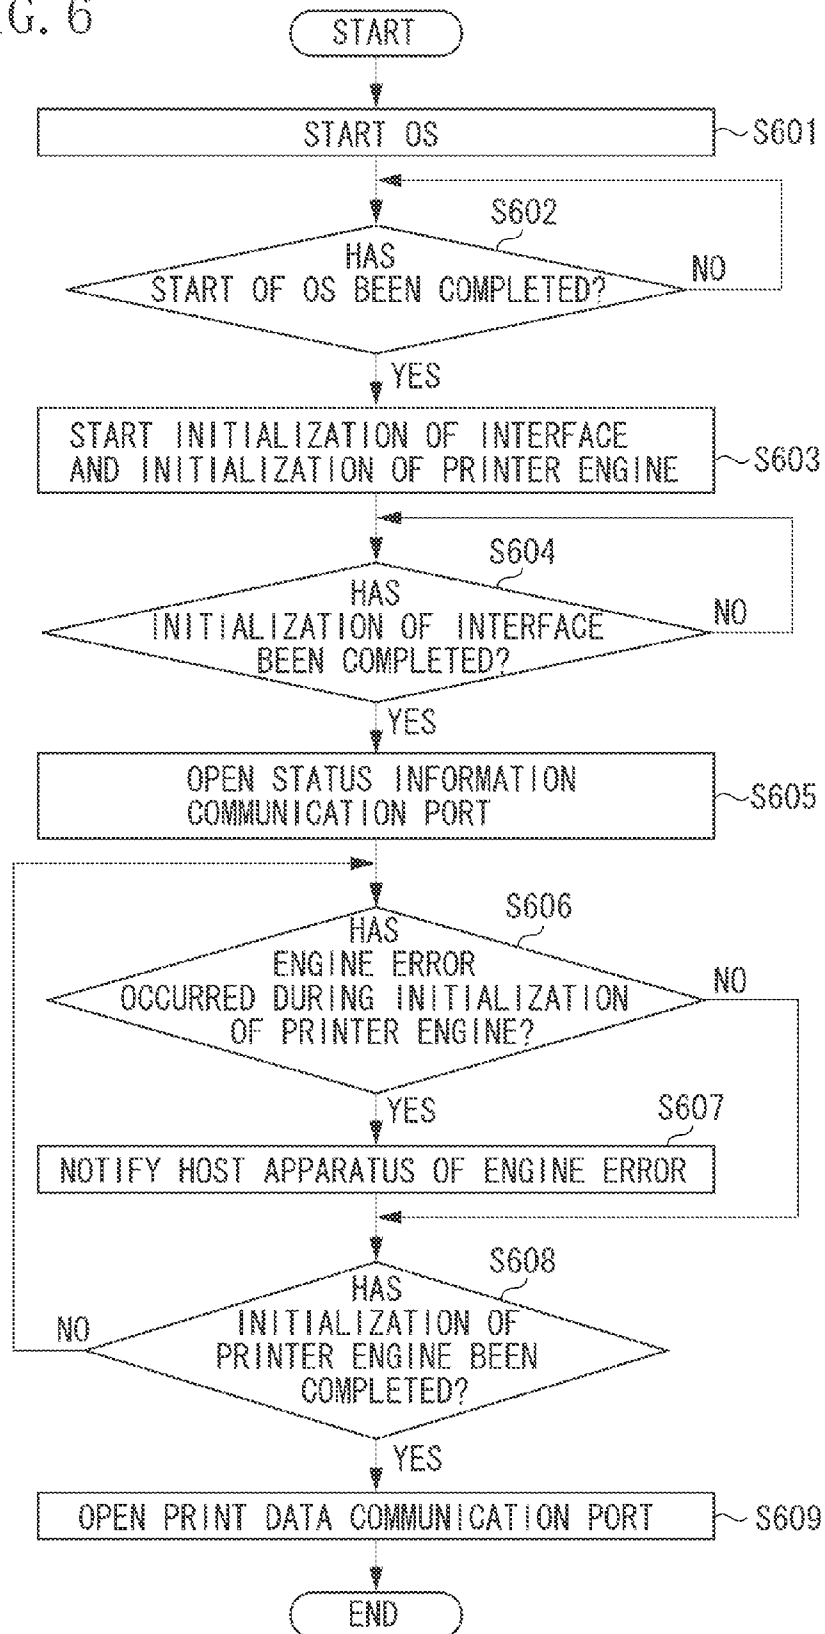 G. 6
START
START OS
S601
S602
HAS
START OF OS BEEN COMPLETED?
NO
YES
START INITIALIZATION OF INTERFACE
AND INITIALIZATION OF PRINTER ENGINE
S603
S604
HAS
INITIALIZATION OF INTERFACE
BEEN COMPLETED?
NO
YES
OPEN STATUS INFORMATION
COMMUNICATION PORT
S605
S606
HAS
ENGINE ERROR
OCCURRED DURING INITIALIZATION
OF PRINTER ENGINE?
NO
YES
S607
NOTIFY HOST APPARATUS OF ENGINE ERROR
S608
HAS
INITIALIZATION OF
PRINTER ENGINE BEEN
COMPLETED?
NO
YES
OPEN PRINT DATA COMMUNICATION PORT
S609
END